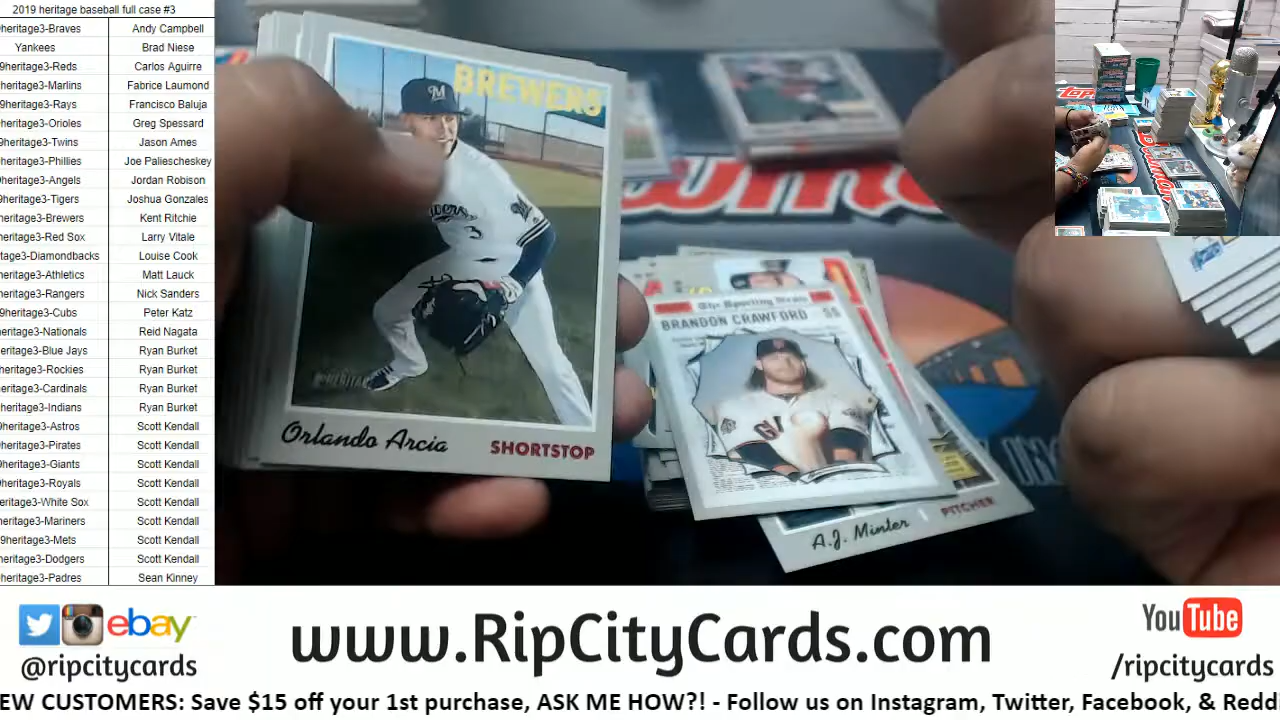 2019 heritage baseball full case #3
9heritage3-Braves Andy Campbell
Yankees Brad Niese
9heritage3-Reds Carlos Aguirre
heritage3-Marlins Fabrice Laumond
9heritage3-Rays Francisco Baluja
heritage3-Orioles Greg Spessard
9heritage3-Twins Jason Ames
heritage3-Phillies Joe Paliescheskey
heritage3-Angels Jordan Robison
9heritage3-Tigers Joshua Gonzales
heritage3-Brewers Kent Ritchie
eritage3-Red Sox Larry Vitale
tage3-Diamondbacks Louise Cook
heritage3-Athletics Matt Lauck
heritage3-Rangers Nick Sanders
9heritage3-Cubs Peter Katz
heritage3-Nationals Reid Nagata
eritage3-Blue Jays Ryan Burket
heritage3-Rockies Ryan Burket
eritage3-Cardinals Ryan Burket
heritage3-Indians Ryan Burket
9heritage3-Astros Scott Kendall
heritage3-Pirates Scott Kendall
heritage3-Giants Scott Kendall
heritage3-Royals Scott Kendall
eritage3-White Sox Scott Kendall
heritage3-Mariners Scott Kendall
9heritage3-Mets Scott Kendall
heritage3-Dodgers Scott Kendall
heritage3-Padres Sean Kinney
BREWERS
Orlando Arcia SHORTSTOP
BRANDON CRAWFORD SS
A.J. Minter PITCHER
ebay
@ripcitycards
www.RipCityCards.com
YouTube
/ripcitycards
EW CUSTOMERS: Save $15 off your 1st purchase, ASK ME HOW?! - Follow us on Instagram, Twitter, Facebook, & Reddi